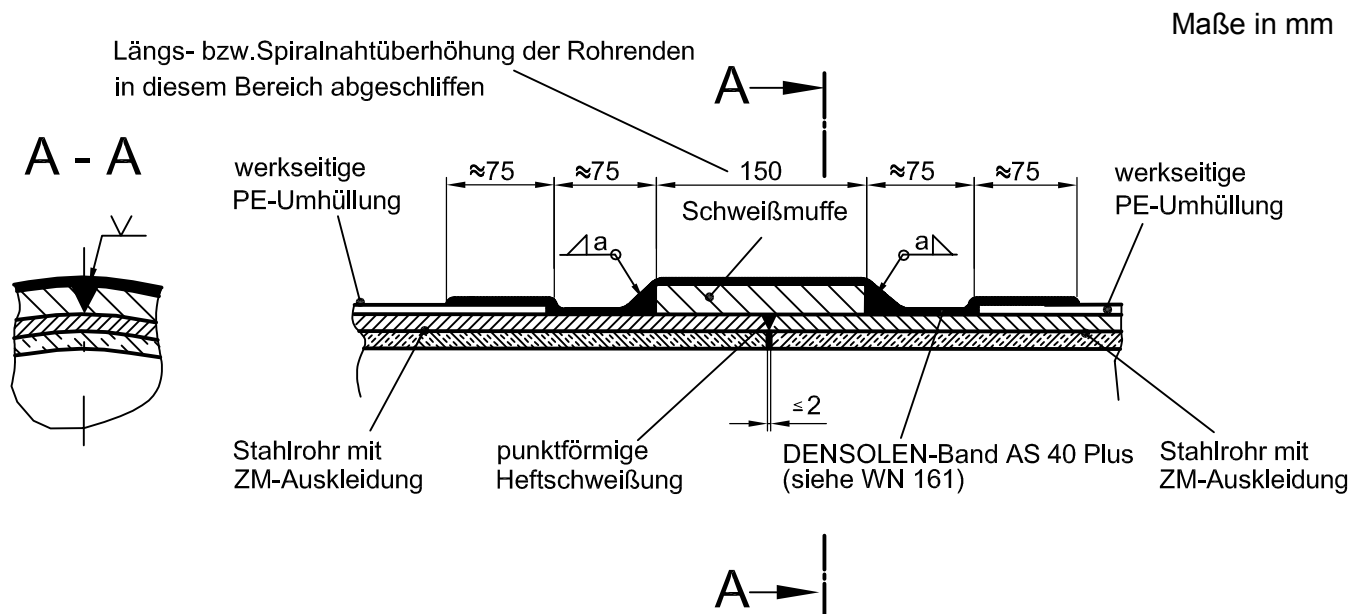 Maße in mm
Längs- bzw.Spiralnahtüberhöhung der Rohrenden
in diesem Bereich abgeschliffen
A
A - A
werkseitige
PE-Umhüllung
≈75
≈75
150
≈75
≈75
werkseitige
PE-Umhüllung
Schweißmuffe
a
a
≤2
Stahlrohr mit
ZM-Auskleidung
punktförmige
Heftschweißung
DENSOLEN-Band AS 40 Plus
(siehe WN 161)
Stahlrohr mit
ZM-Auskleidung
A